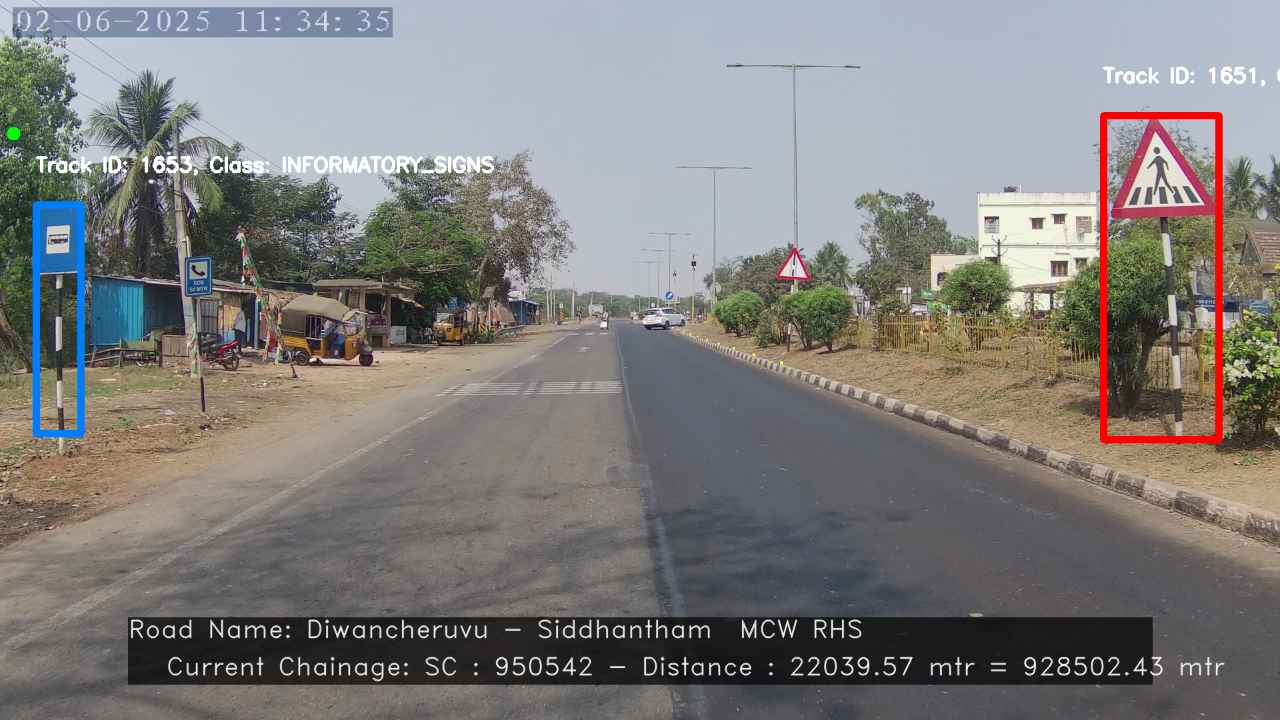 02-06-2025 11:34:35
Track ID: 1651,
Track ID: 1653, Class: INFORMATORY_SIGNS
Road Name: Diwancheruvu - Siddhantham MCW RHS
Current Chainage: SC : 950542 - Distance : 22039.57 mtr = 928502.43 mtr